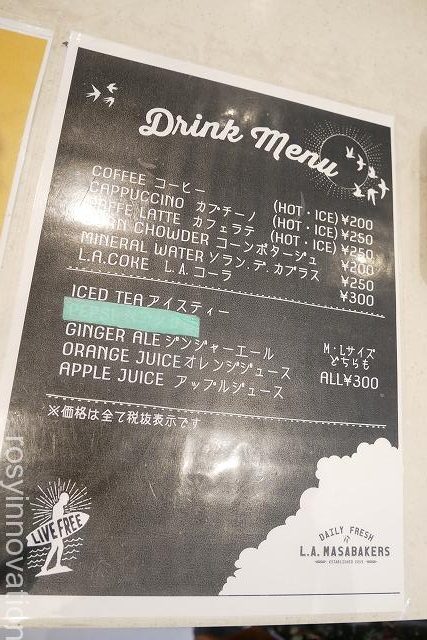 Drink Menu
COFFEE コーヒー (HOT・ICE)¥200
CAPPUCCINO カプチーノ (HOT・ICE)¥250
CAFFE LATTE カフェラテ (HOT・ICE)¥250
CORN CHOWDER コーンポタージュ ¥200
MINERAL WATER ソラン・デ・カブラス ¥250
L.A.COKE L.A.コーラ ¥300
ICED TEA アイスティー
GINGER ALE ジンジャーエール
ORANGE JUICE オレンジジュース
APPLE JUICE アップルジュース
M・Lサイズ
どちらも
ALL¥300
※価格は全て税抜表示です
LIVE FREE
DAILY FRESH
L.A. MASABAKERS
rosyinnovation